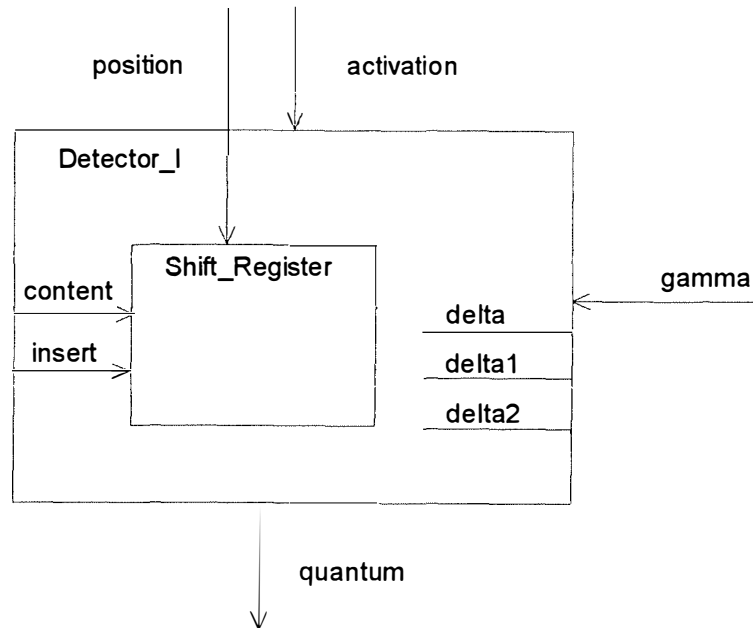 position
activation
Detector_I
Shift_Register
content
gamma
delta
insert
delta1
delta2
quantum